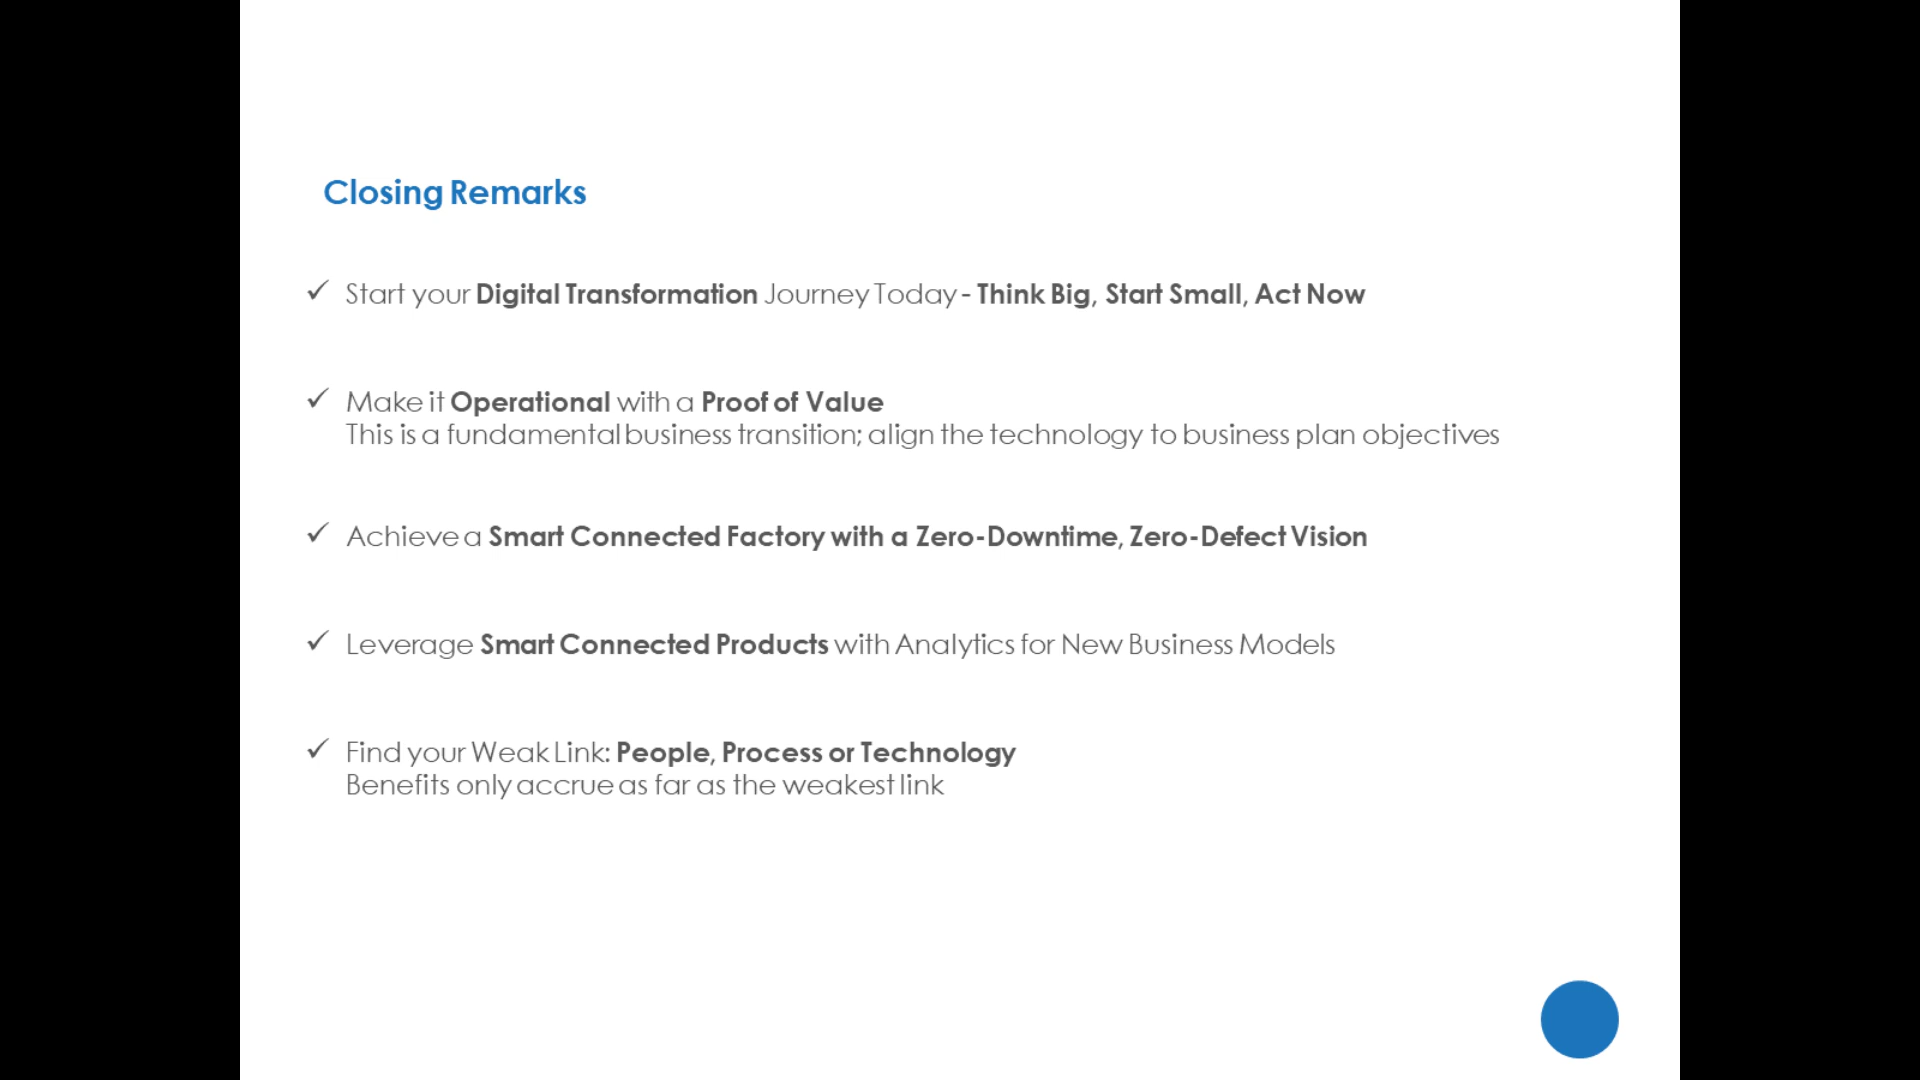 Closing Remarks
✓ Start your Digital Transformation Journey Today - Think Big, Start Small, Act Now
✓ Make it Operational with a Proof of Value
This is a fundamental business transition; align the technology to business plan objectives
✓ Achieve a Smart Connected Factory with a Zero-Downtime, Zero-Defect Vision
✓ Leverage Smart Connected Products with Analytics for New Business Models
✓ Find your Weak Link: People, Process or Technology
Benefits only accrue as far as the weakest link